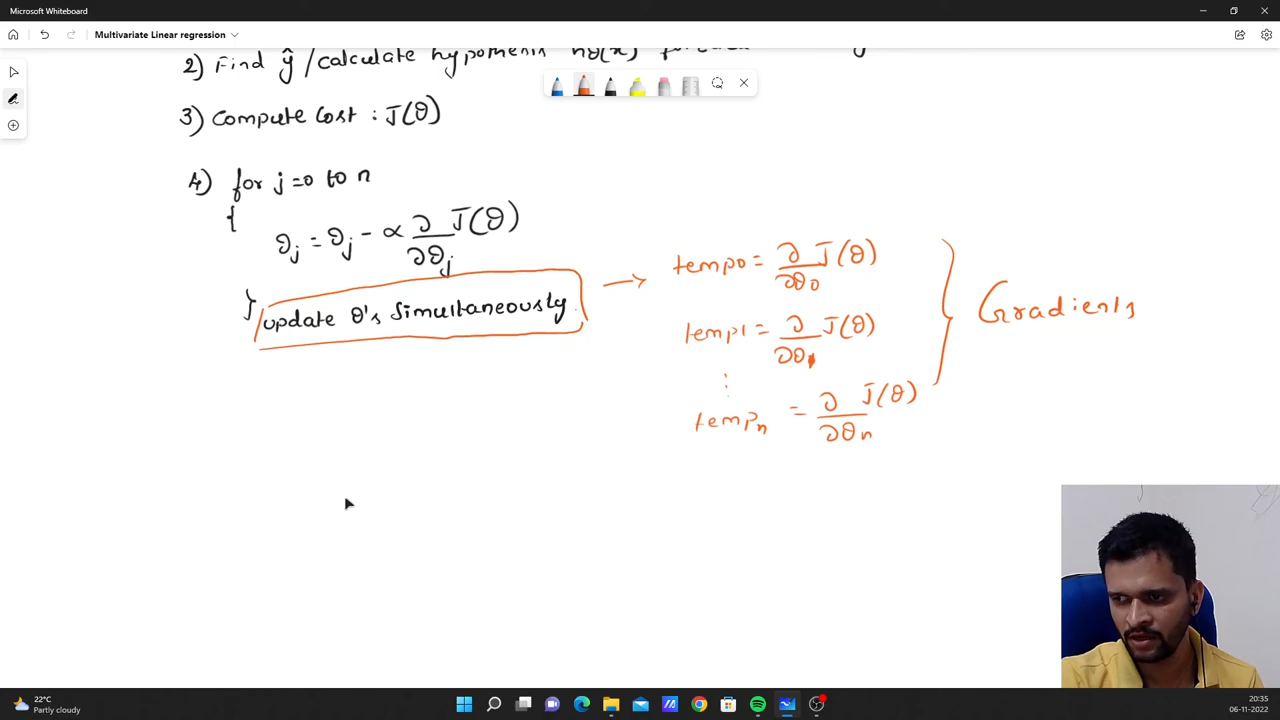 Microsoft Whiteboard
Multivariate Linear regression
2) Find ŷ /calculate hypothesis hθ(x)
3) Compute Cost : J(θ)
4) for j=0 to n
{
θj = θj - α ∂/∂θj J(θ)
} update θ's Simultaneously
temp0 = ∂/∂θ0 J(θ)
temp1 = ∂/∂θ1 J(θ)
⋮
tempn = ∂/∂θn J(θ)
Gradients
22°C
Partly cloudy
20:35
06-11-2022